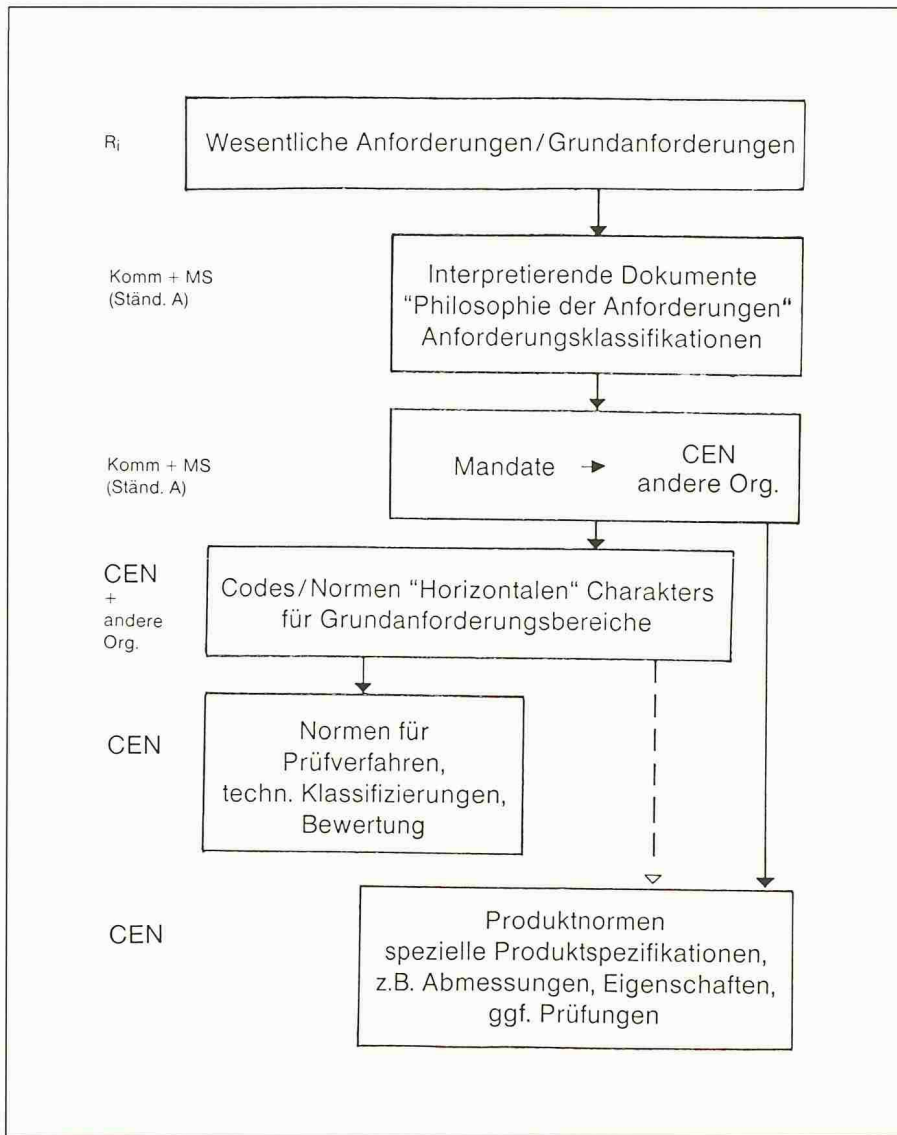 Ri
Wesentliche Anforderungen/Grundanforderungen
Komm + MS
(Ständ. A)
Interpretierende Dokumente
"Philosophie der Anforderungen“
Anforderungsklassifikationen
Komm + MS
(Ständ. A)
Mandate → CEN
andere Org.
CEN
+
andere
Org.
Codes/Normen "Horizontalen“ Charakters
für Grundanforderungsbereiche
CEN
Normen für
Prüfverfahren,
techn. Klassifizierungen,
Bewertung
CEN
Produktnormen
spezielle Produktspezifikationen,
z.B. Abmessungen, Eigenschaften,
ggf. Prüfungen